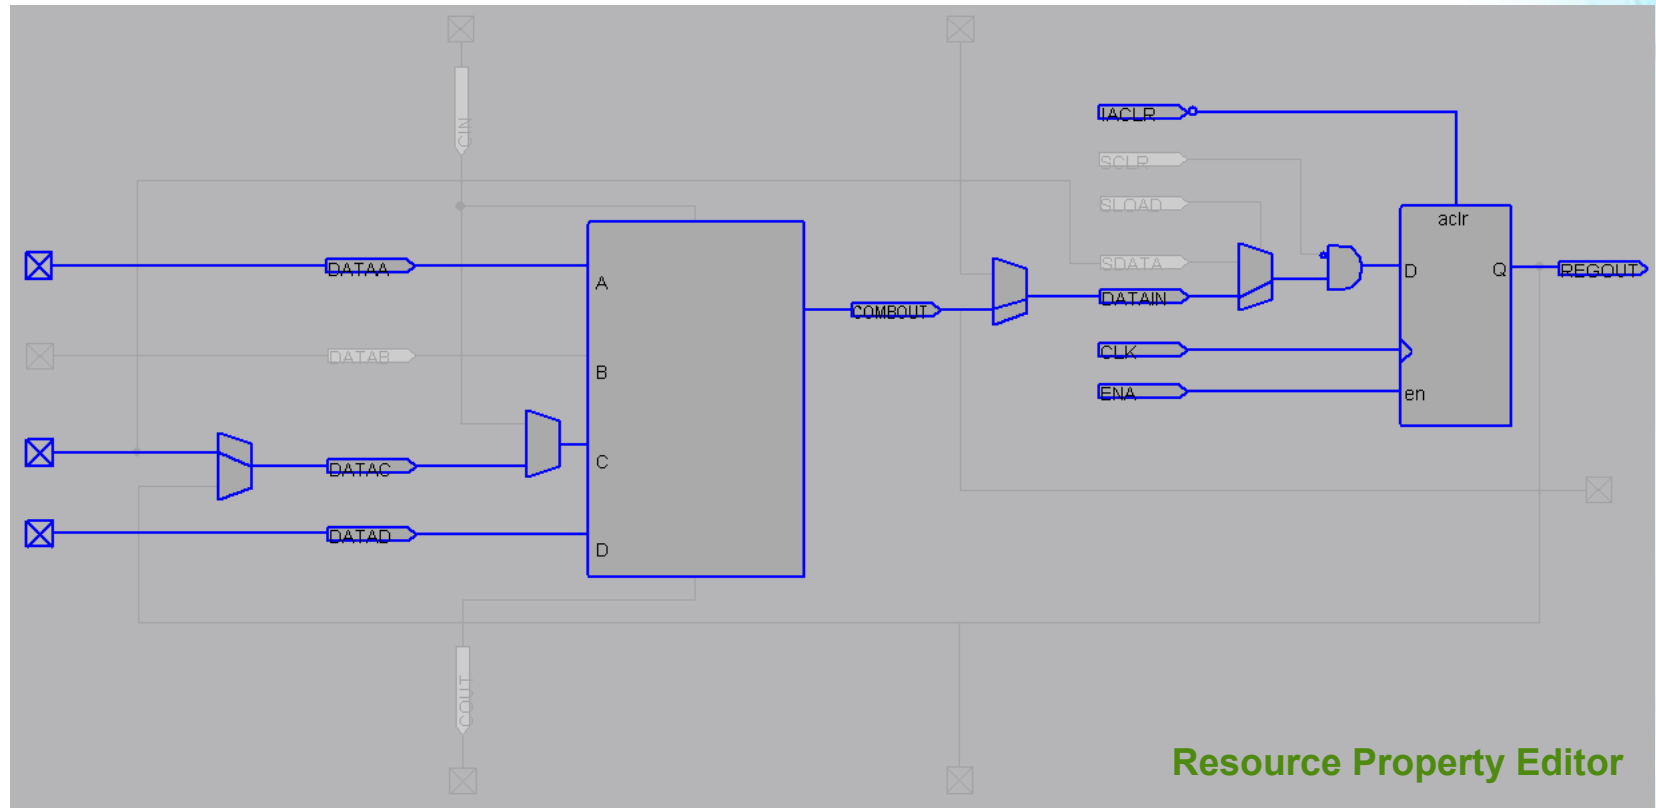 CIN
IACLR
SCLR
SLOAD
aclr
DATAA
A
SDATA
D
Q
REGOUT
DATAIN
COMBOUT
DATAB
B
CLK
ENA
en
DATAC
C
DATAD
D
COUT
Resource Property Editor